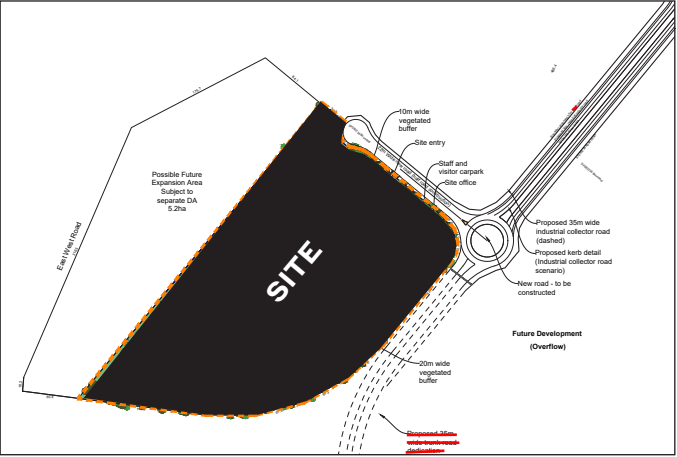 10m wide
vegetated
buffer
Site entry
Staff and
visitor carpark
Site office
Possible Future
Expansion Area
Subject to
separate DA
5.2ha
East West Road
SITE
Proposed 35m wide
industrial collector road
(dashed)
Proposed kerb detail
(Industrial collector road
scenario)
New road - to be
constructed
Future Development
(Overflow)
20m wide
vegetated
buffer
Proposed 35m
wide trunk road
dedication